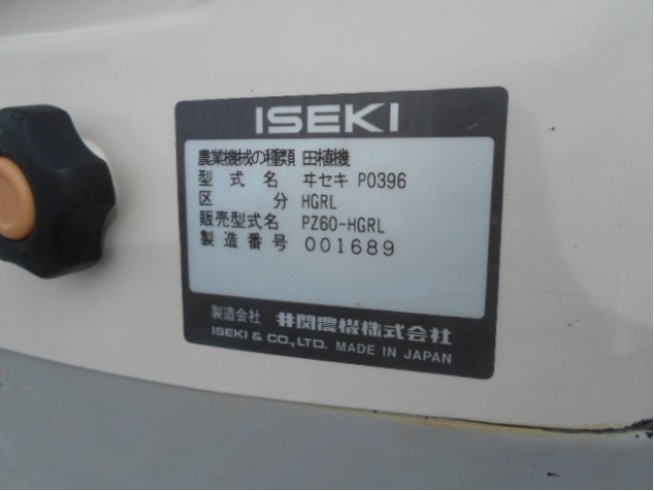 ISEKI
農業機械の種類 田植機
型式名 ヰセキ P0396
区分 HGRL
販売型式名 PZ60-HGRL
製造番号 001689
製造会社 井関農機株式会社
ISEKI & CO., LTD. MADE IN JAPAN